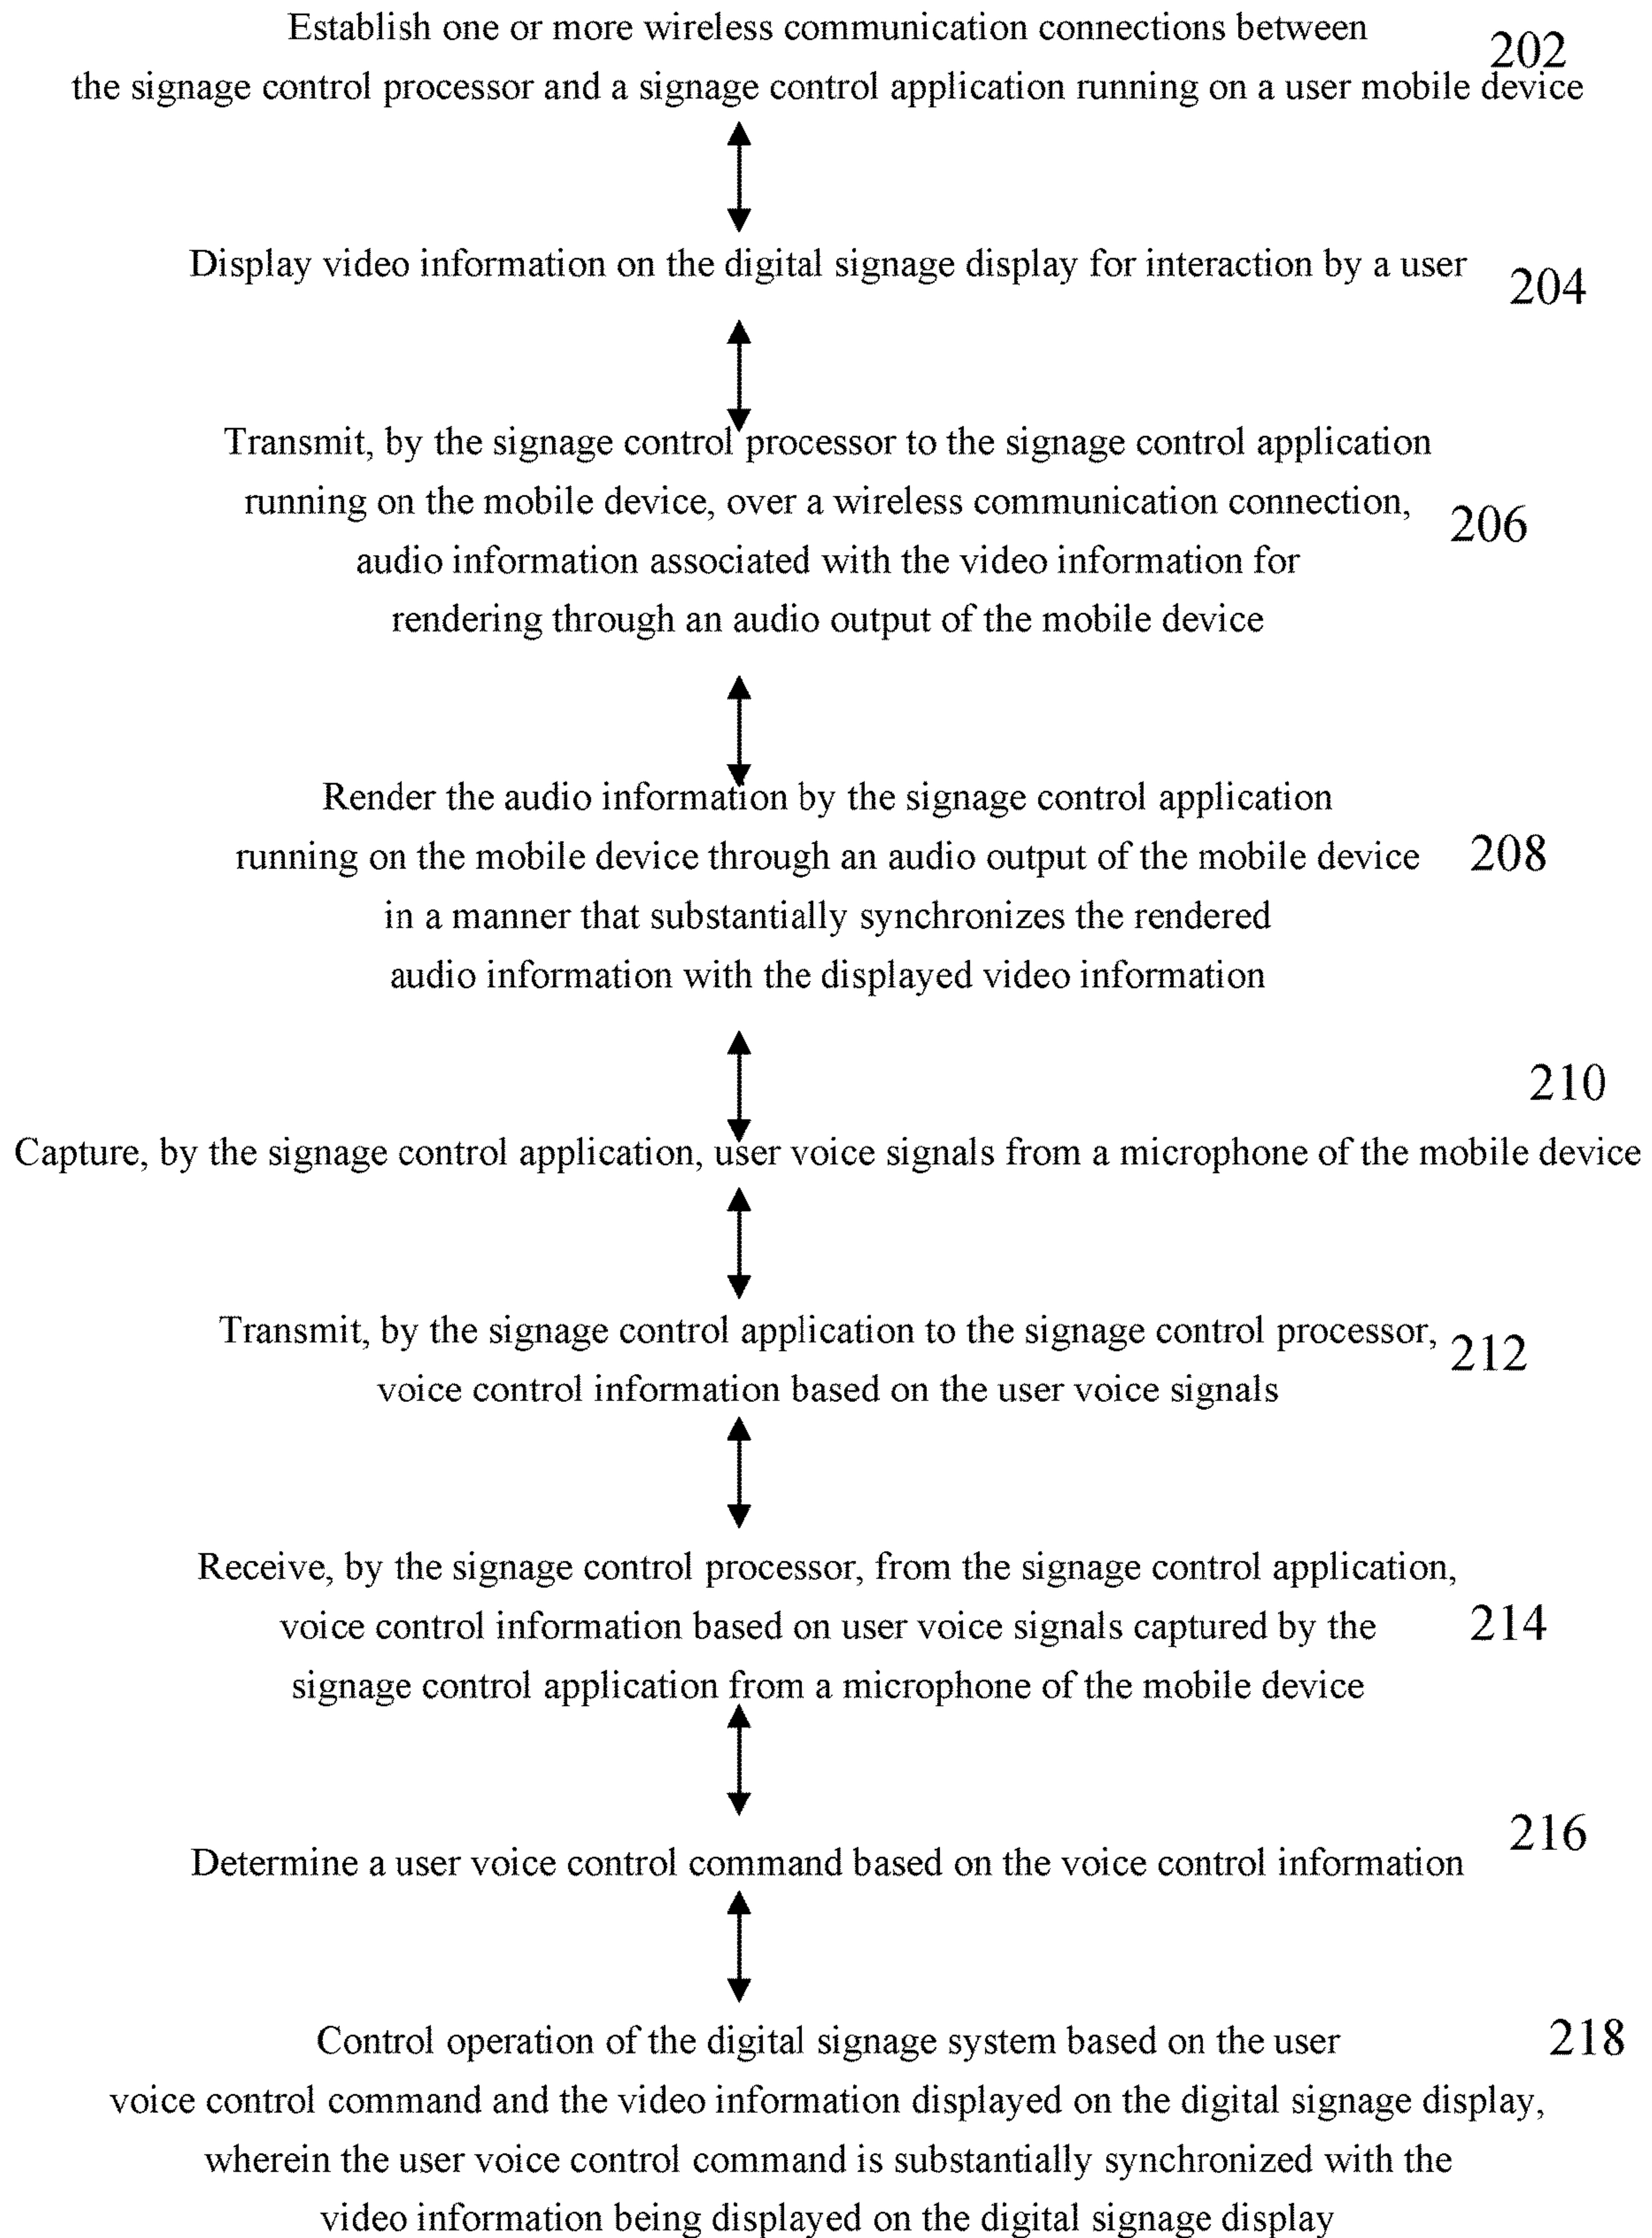 Establish one or more wireless communication connections between
202
the signage control processor and a signage control application running on a user mobile device
Display video information on the digital signage display for interaction by a user
204
Transmit, by the signage control processor to the signage control application
running on the mobile device, over a wireless communication connection,
206
audio information associated with the video information for
rendering through an audio output of the mobile device
Render the audio information by the signage control application
running on the mobile device through an audio output of the mobile device
208
in a manner that substantially synchronizes the rendered
audio information with the displayed video information
210
Capture, by the signage control application, user voice signals from a microphone of the mobile device
Transmit, by the signage control application to the signage control processor,
212
voice control information based on the user voice signals
Receive, by the signage control processor, from the signage control application,
voice control information based on user voice signals captured by the
214
signage control application from a microphone of the mobile device
216
Determine a user voice control command based on the voice control information
Control operation of the digital signage system based on the user
218
voice control command and the video information displayed on the digital signage display,
wherein the user voice control command is substantially synchronized with the
video information being displayed on the digital signage display